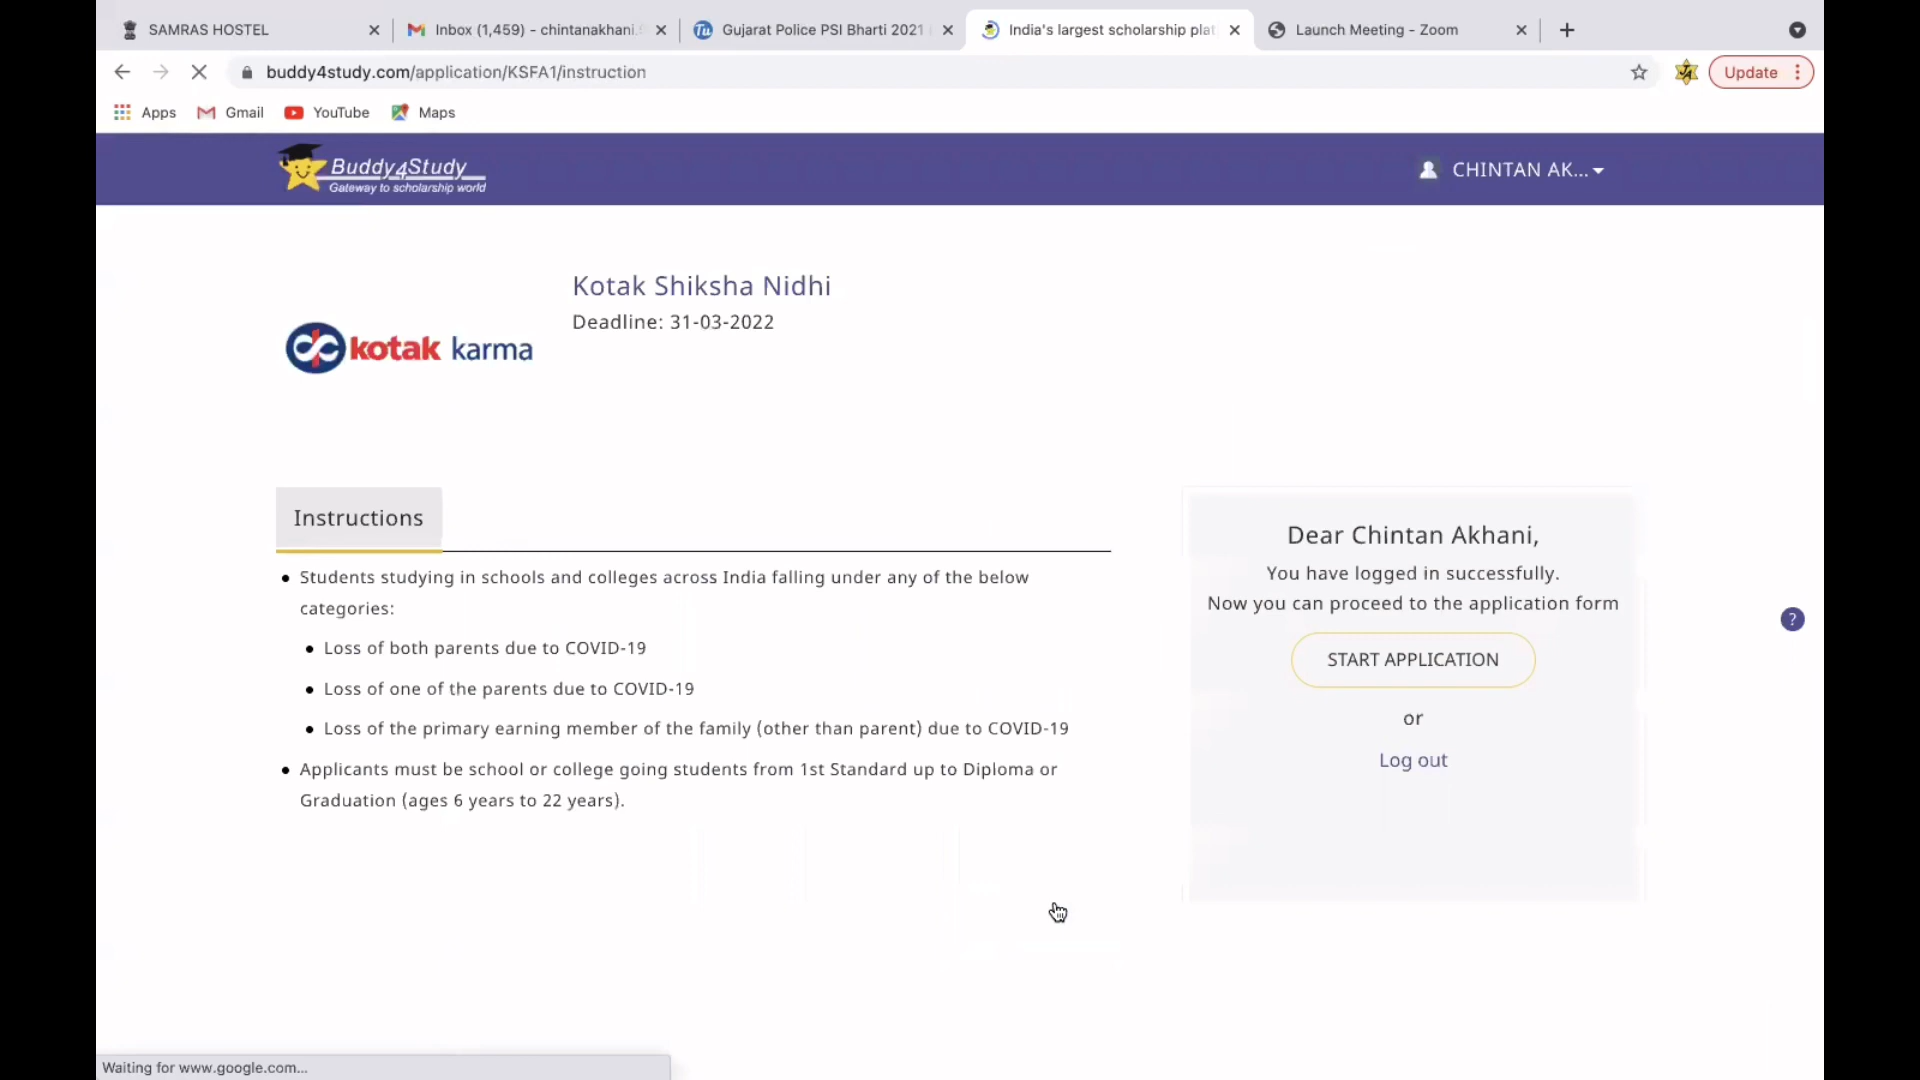 SAMRAS HOSTEL
Inbox (1,459) - chintanakhani.
Gujarat Police PSI Bharti 2021
India's largest scholarship plat
Launch Meeting - Zoom
buddy4study.com/application/KSFA1/instruction
Update
Apps
Gmail
YouTube
Maps
Buddy4Study
Gateway to scholarship world
CHINTAN AK...
Kotak Shiksha Nidhi
Deadline: 31-03-2022
kotak karma
Instructions
Students studying in schools and colleges across India falling under any of the below
categories:
Loss of both parents due to COVID-19
Loss of one of the parents due to COVID-19
Loss of the primary earning member of the family (other than parent) due to COVID-19
Applicants must be school or college going students from 1st Standard up to Diploma or
Graduation (ages 6 years to 22 years).
Dear Chintan Akhani,
You have logged in successfully.
Now you can proceed to the application form
START APPLICATION
or
Log out
?
Waiting for www.google.com...